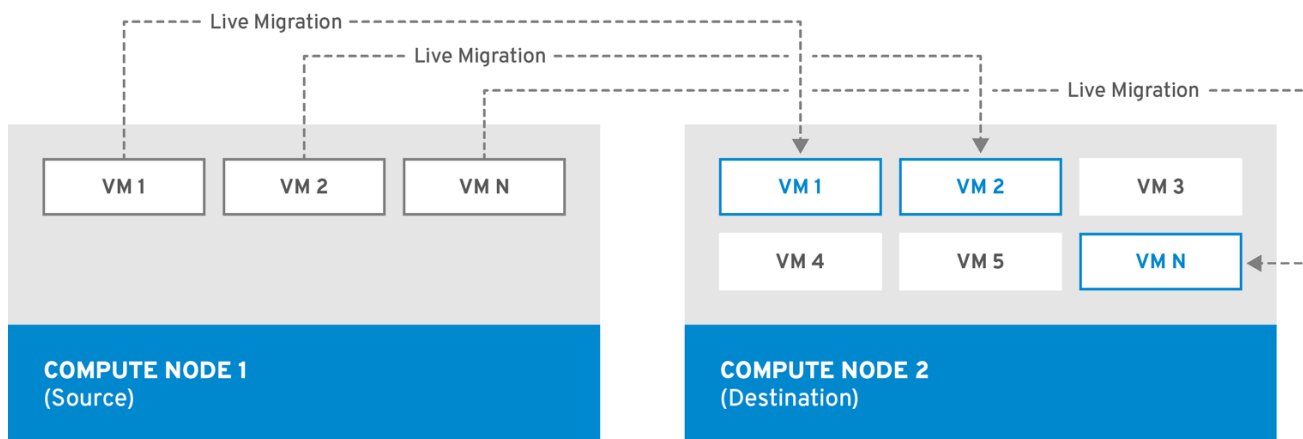 Live Migration
Live Migration
Live Migration
VM 1
VM 2
VM N
VM 1
VM 2
VM 3
VM 4
VM 5
VM N
COMPUTE NODE 1
(Source)
COMPUTE NODE 2
(Destination)